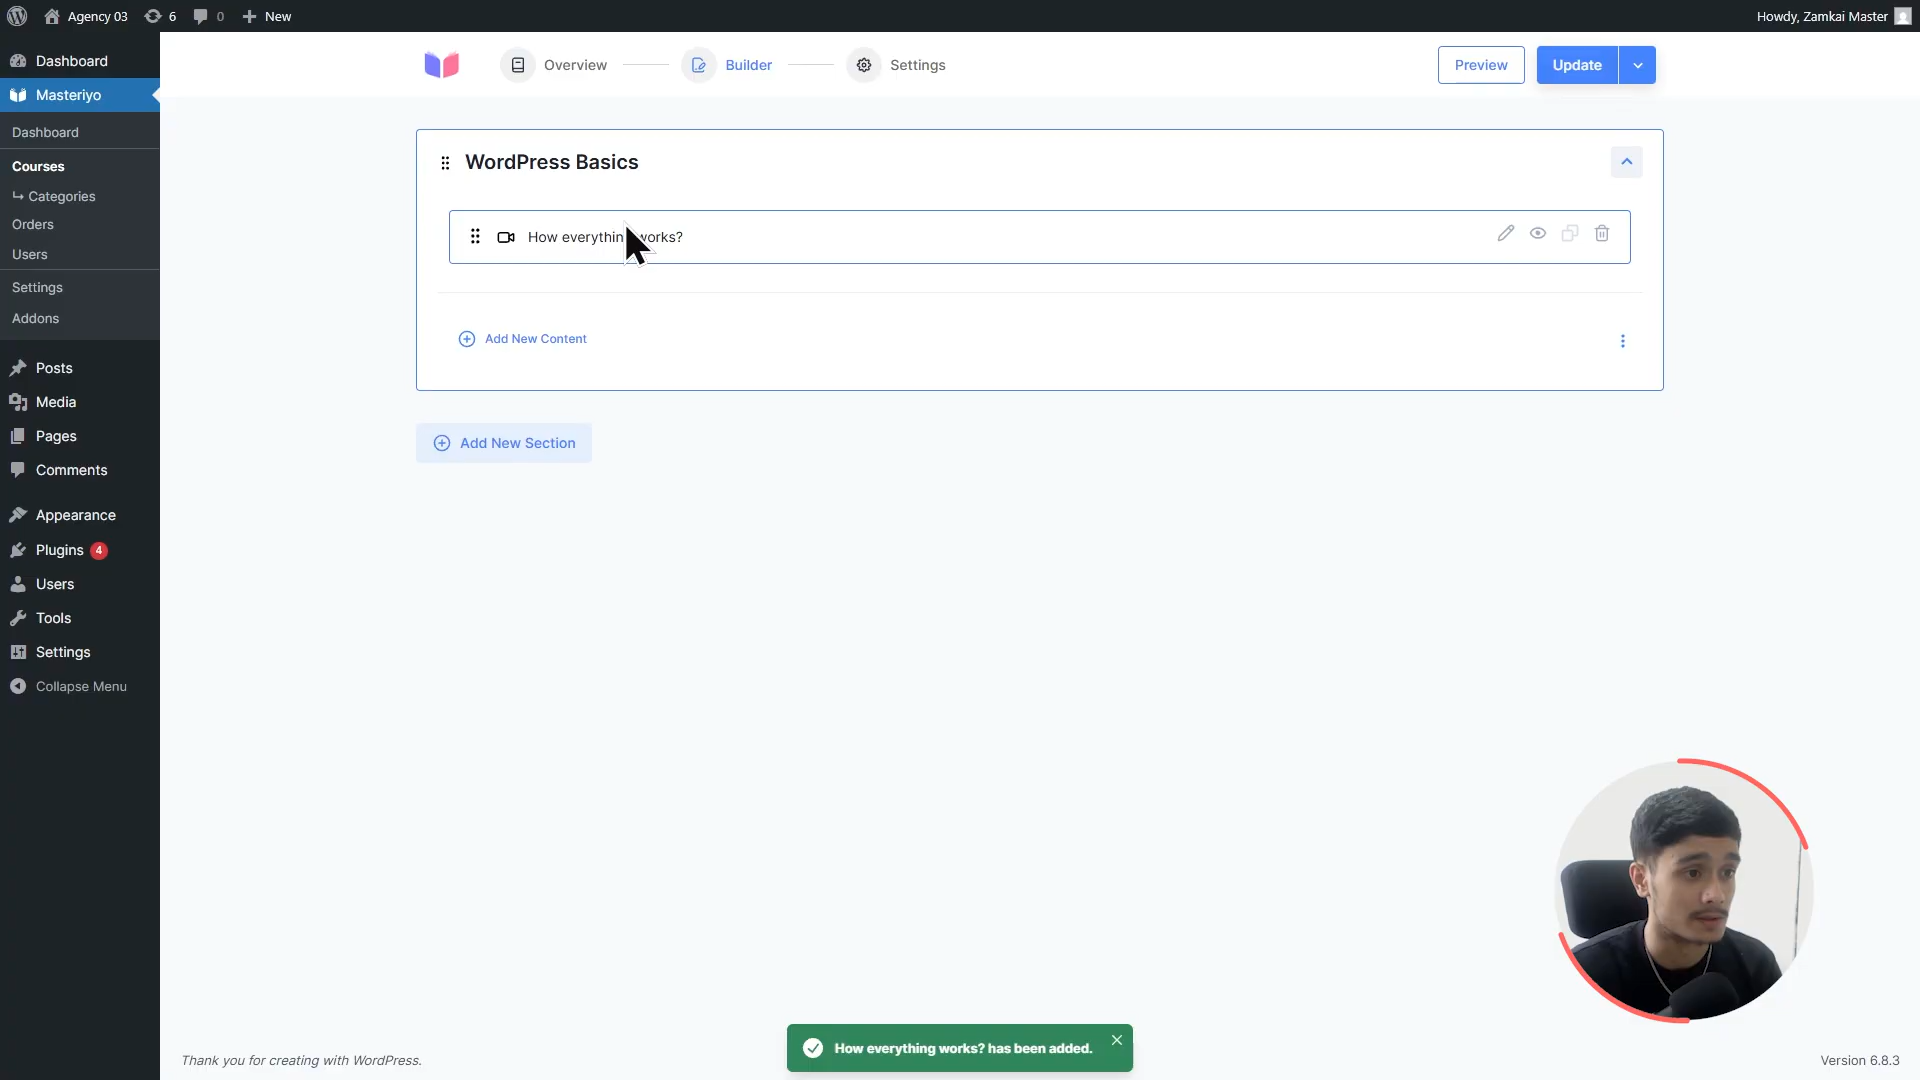 Agency 03
6
0
New
Howdy, Zamkai Master
Dashboard
Masteriyo
Dashboard
Courses
↳ Categories
Orders
Users
Settings
Addons
Posts
Media
Pages
Comments
Appearance
Plugins 4
Users
Tools
Settings
Collapse Menu
Overview
Builder
Settings
Preview
Update
WordPress Basics
How everything works?
Add New Content
Add New Section
How everything works? has been added.
Thank you for creating with WordPress.
Version 6.8.3